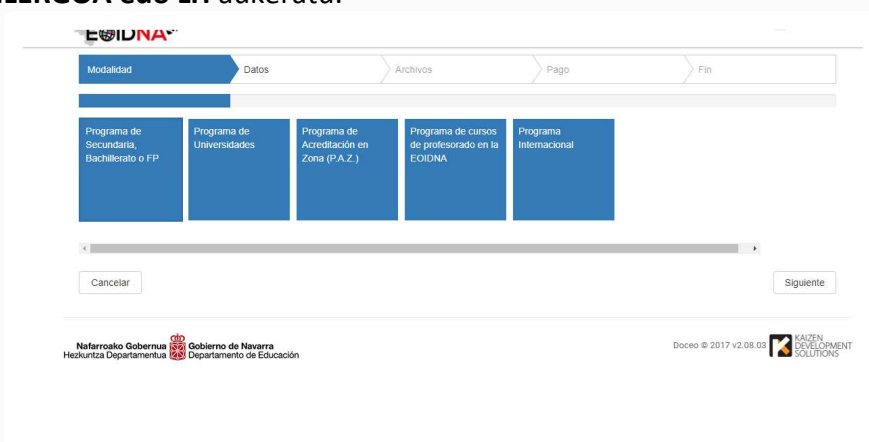 edo LH aukeratu.
EOIDNA
Modalidad Datos Archivos Pago Fin
Programa de Secundaria, Bachillerato o FP
Programa de Universidades
Programa de Acreditación en Zona (P.A.Z.)
Programa de cursos de profesorado en la EOIDNA
Programa Internacional
Cancelar Siguiente
Nafarroako Gobernua
Hezkuntza Departamentua
Gobierno de Navarra
Departamento de Educación
Doceo © 2017 v2.08.03
KAIZEN
DEVELOPMENT
SOLUTIONS